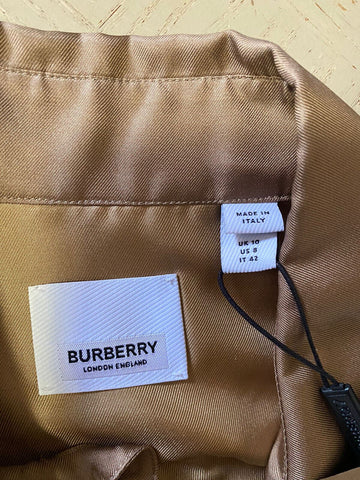 MADE IN
ITALY
UK 10
US 8
IT 42
BURBERRY
LONDON ENGLAND